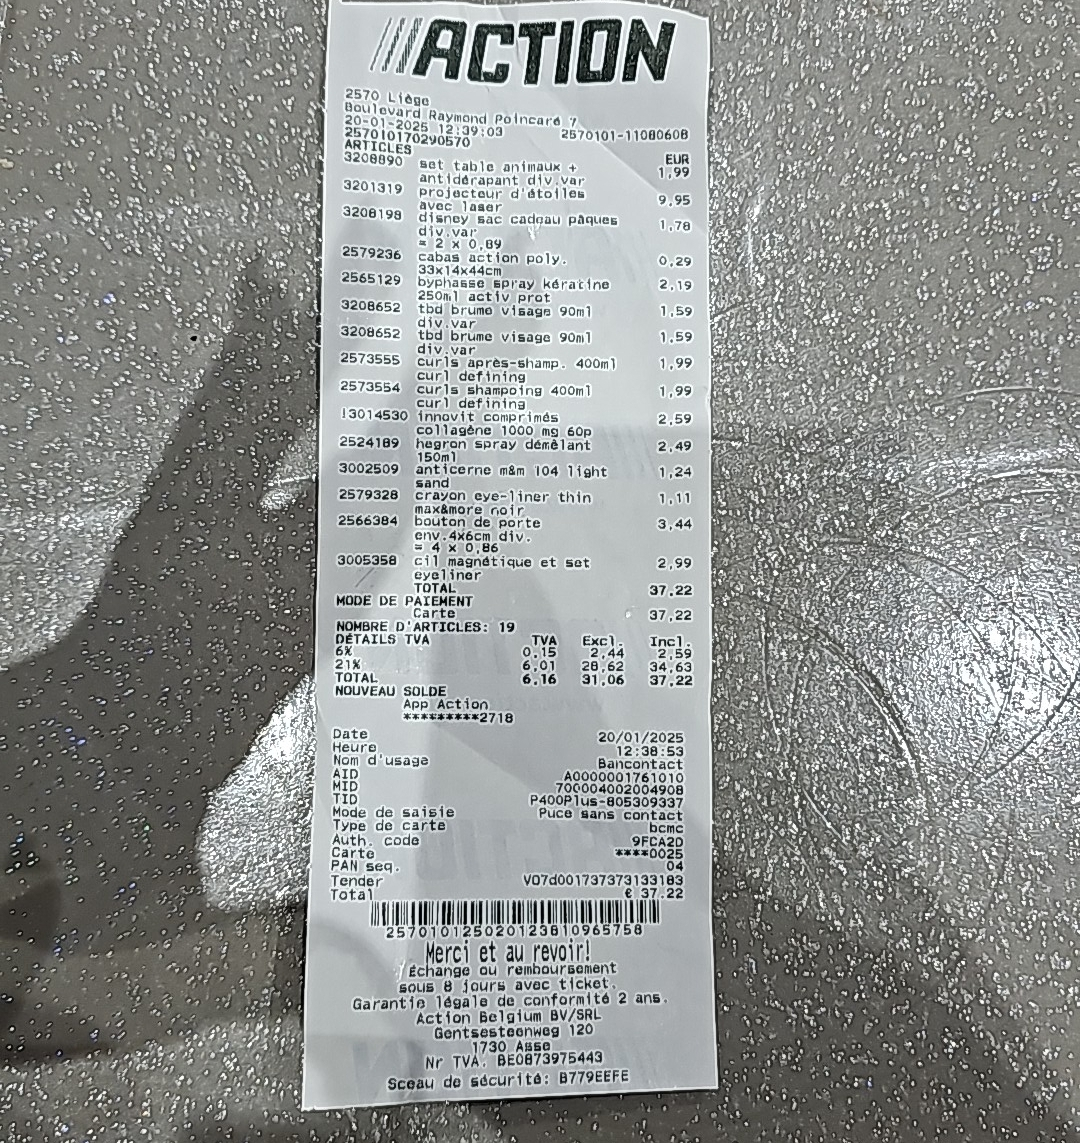 ACTION
2570 Liège
Boulevard Raymond Poincaré 7
20-01-2025 12:39:03 2570101-11080608
257010170290570
ARTICLES EUR
3208890 set table animaux + 1,99
antidérapant div.var
3201319 projecteur d'étoiles 9,95
avec laser
3208198 disney sac cadeau pâques 1,78
div.var
= 2 x 0,89
2579236 cabas action poly. 0,29
33x14x44cm
2565129 byphasse spray kératine 2,19
250ml activ prot
3208652 tbd brume visage 90ml 1,59
div.var
3208652 tbd brume visage 90ml 1,59
div.var
2573555 curls après-shamp. 400ml 1,99
curl defining
2573554 curls shampoing 400ml 1,99
curl defining
!3014530 innovit comprimés 2,59
collagène 1000 mg 60p
2524189 hegron spray démêlant 2,49
150ml
3002509 anticerne m&m 104 light 1,24
sand
2579328 crayon eye-liner thin 1,11
max&more noir
2566384 bouton de porte 3,44
env.4x6cm div.
= 4 x 0,86
3005358 cil magnétique et set 2,99
eyeliner
TOTAL 37,22
MODE DE PAIEMENT
Carte 37,22
NOMBRE D'ARTICLES: 19
DÉTAILS TVA TVA Excl. Incl.
6% 0,15 2,44 2,59
21% 6,01 28,62 34,63
TOTAL 6,16 31,06 37,22
NOUVEAU SOLDE
App Action
*********2718
Date 20/01/2025
Heure 12:38:53
Nom d'usage Bancontact
AID A0000001761010
MID 700004002004908
TID P400Plus-805309337
Mode de saisie Puce sans contact
Type de carte bcmc
Auth. code 9FCA2D
Carte ****0025
PAN seq. 04
Tender V07d001737373133183
Total € 37.22
2570101250201238109657​58
Merci et au revoir!
Échange ou remboursement
sous 8 jours avec ticket.
Garantie légale de conformité 2 ans.
Action Belgium BV/SRL
Gentsesteenweg 120
1730 Asse
Nr TVA. BE0873975443
Sceau de sécurité: B779EEFE